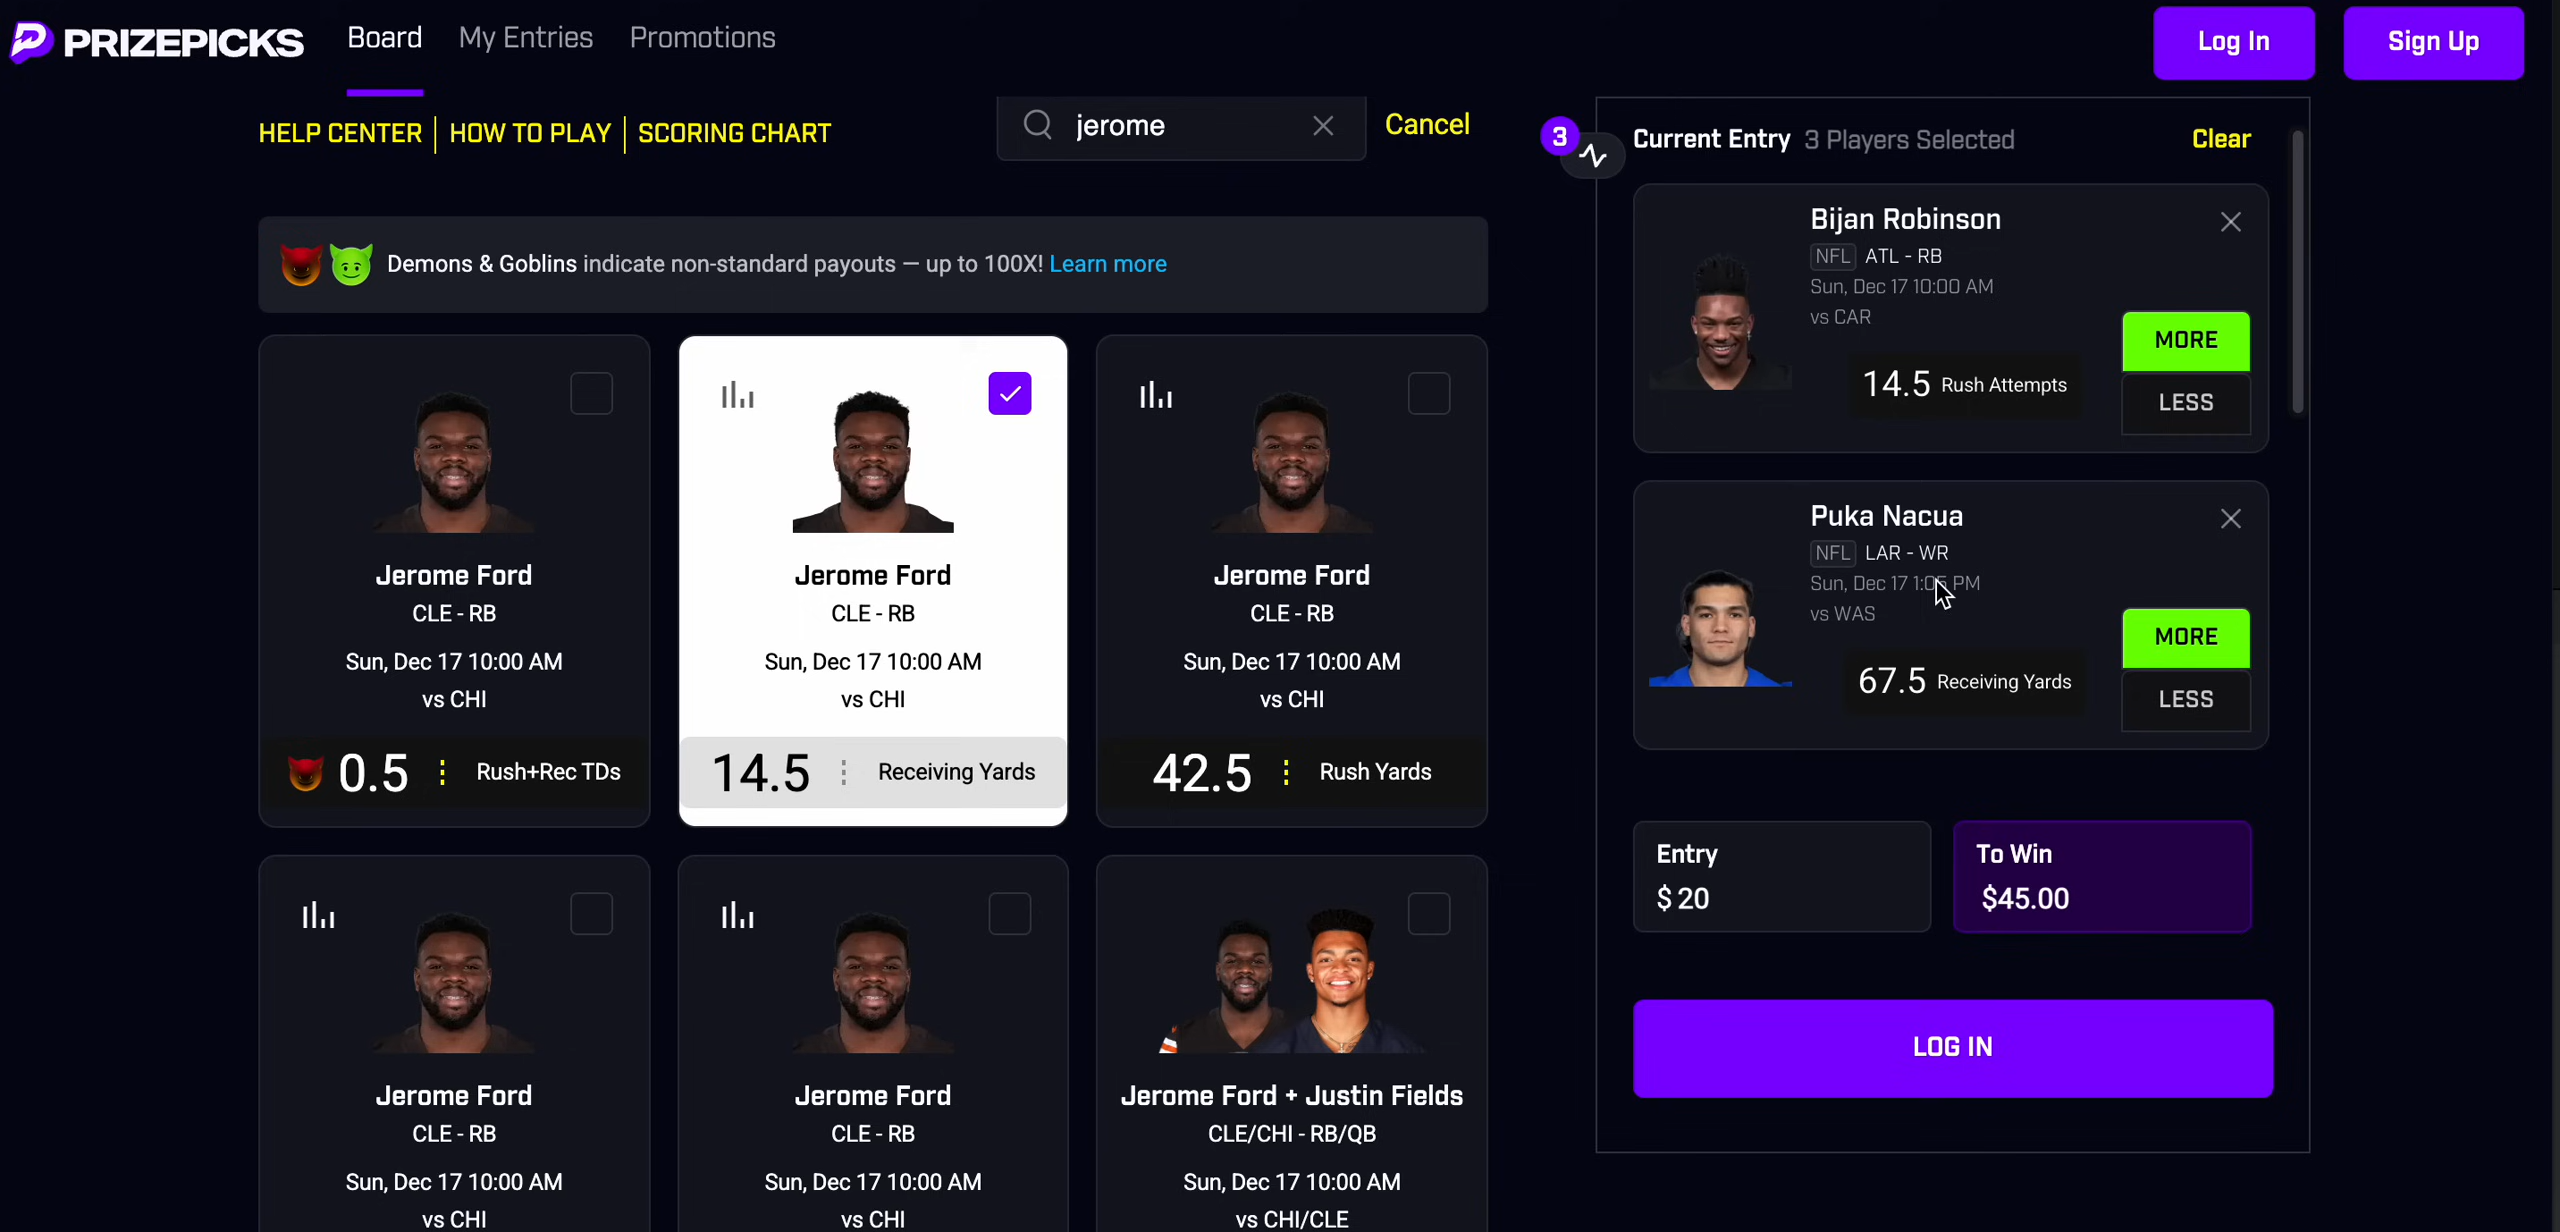 PRIZEPICKS
Board
My Entries
Promotions
Log In
Sign Up
HELP CENTER
HOW TO PLAY
SCORING CHART
jerome
Cancel
Demons & Goblins indicate non-standard payouts — up to 100X! Learn more
Jerome Ford
CLE - RB
Sun, Dec 17 10:00 AM
vs CHI
0.5
Rush+Rec TDs
Jerome Ford
CLE - RB
Sun, Dec 17 10:00 AM
vs CHI
14.5
Receiving Yards
Jerome Ford
CLE - RB
Sun, Dec 17 10:00 AM
vs CHI
42.5
Rush Yards
Jerome Ford
CLE - RB
Sun, Dec 17 10:00 AM
vs CHI
Jerome Ford
CLE - RB
Sun, Dec 17 10:00 AM
vs CHI
Jerome Ford + Justin Fields
CLE/CHI - RB/QB
Sun, Dec 17 10:00 AM
vs CHI/CLE
3
Current Entry 3 Players Selected
Clear
Bijan Robinson
NFL ATL - RB
Sun, Dec 17 10:00 AM
vs CAR
14.5 Rush Attempts
MORE
LESS
Puka Nacua
NFL LAR - WR
Sun, Dec 17 1:05 PM
vs WAS
67.5 Receiving Yards
MORE
LESS
Entry
$ 20
To Win
$45.00
LOG IN